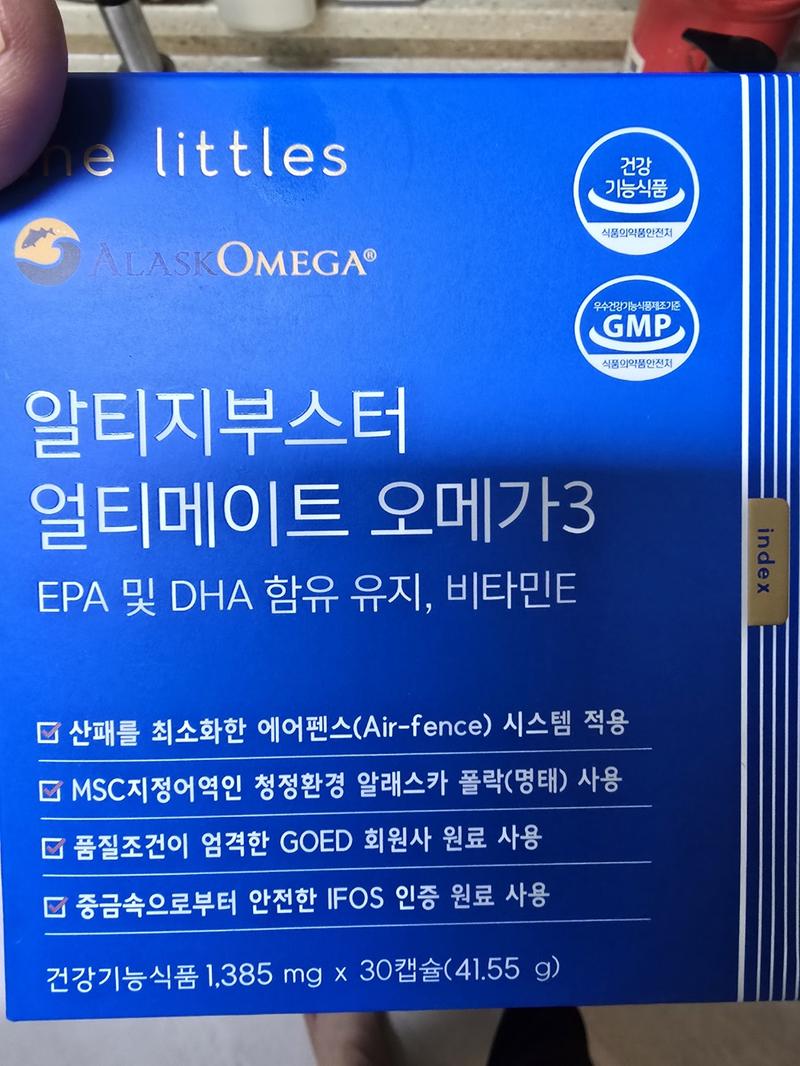 littles
ALASKOMEGA®
건강
기능식품
식품의약품안전처
우수건강기능식품제조기준
GMP
식품의약품안전처
알티지부스터
얼티메이트 오메가3
EPA 및 DHA 함유 유지, 비타민E
index
산패를 최소화한 에어펜스(Air-fence) 시스템 적용
MSC지정어역인 청정환경 알래스카 폴락(명태) 사용
품질조건이 엄격한 GOED 회원사 원료 사용
중금속으로부터 안전한 IFOS 인증 원료 사용
건강기능식품 1,385 mg x 30캡슐(41.55 g)